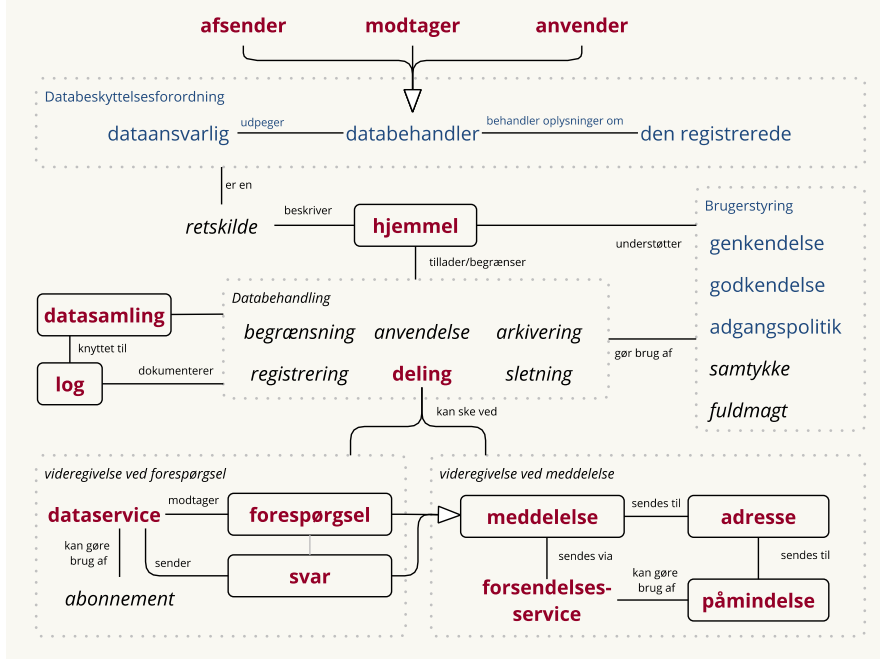 afsender
modtager
anvender
Databeskyttelsesforordning
dataansvarlig
udpeger
databehandler
behandler oplysninger om
den registrerede
er en
retskilde
beskriver
hjemmel
understøtter
tillader/begrænser
Brugerstyring
genkendelse
godkendelse
adgangspolitik
samtykke
fuldmagt
datasamling
knyttet til
log
dokumenterer
Databehandling
begrænsning
anvendelse
arkivering
registrering
deling
sletning
gør brug af
kan ske ved
videregivelse ved forespørgsel
dataservice
modtager
forespørgsel
kan gøre
brug af
sender
svar
abonnement
videregivelse ved meddelelse
meddelelse
sendes til
adresse
sendes via
sendes til
forsendelses-
service
kan gøre
brug af
påmindelse